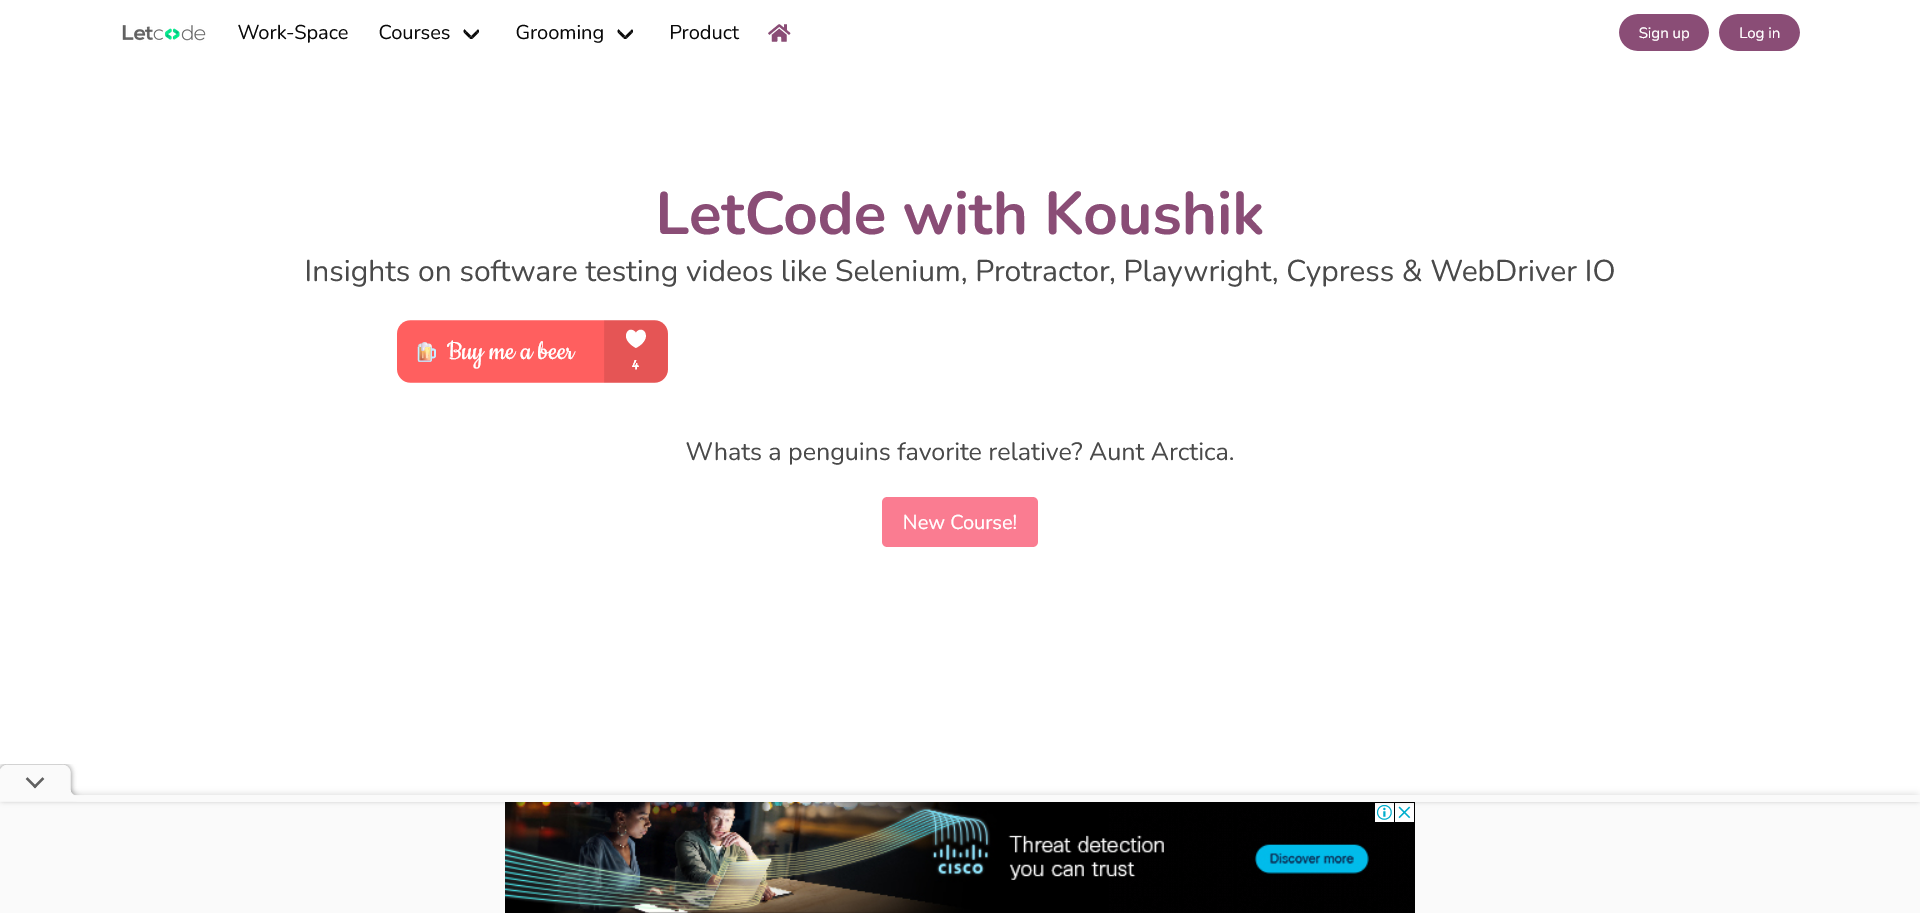 Letcode Work-Space Courses Grooming Product Sign up Log in
LetCode with Koushik
Insights on software testing videos like Selenium, Protractor, Playwright, Cypress & WebDriver IO
Buy me a beer 4
Whats a penguins favorite relative? Aunt Arctica.
New Course!
CISCO
Threat detection
you can trust
Discover more